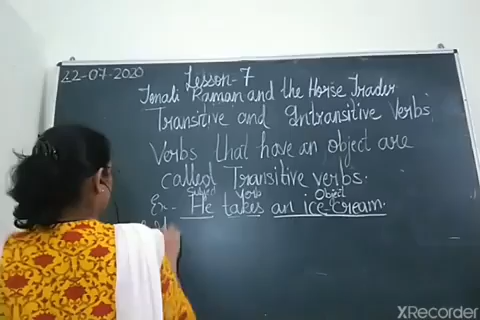 22-07-2020
Lesson-7
Tenali Raman and the Horse Trader
Transitive and Intransitive Verbs
Verbs that have an object are
called Transitive verbs.
Subject Verb Object
Ex:- He takes an ice-cream.
XRecorder